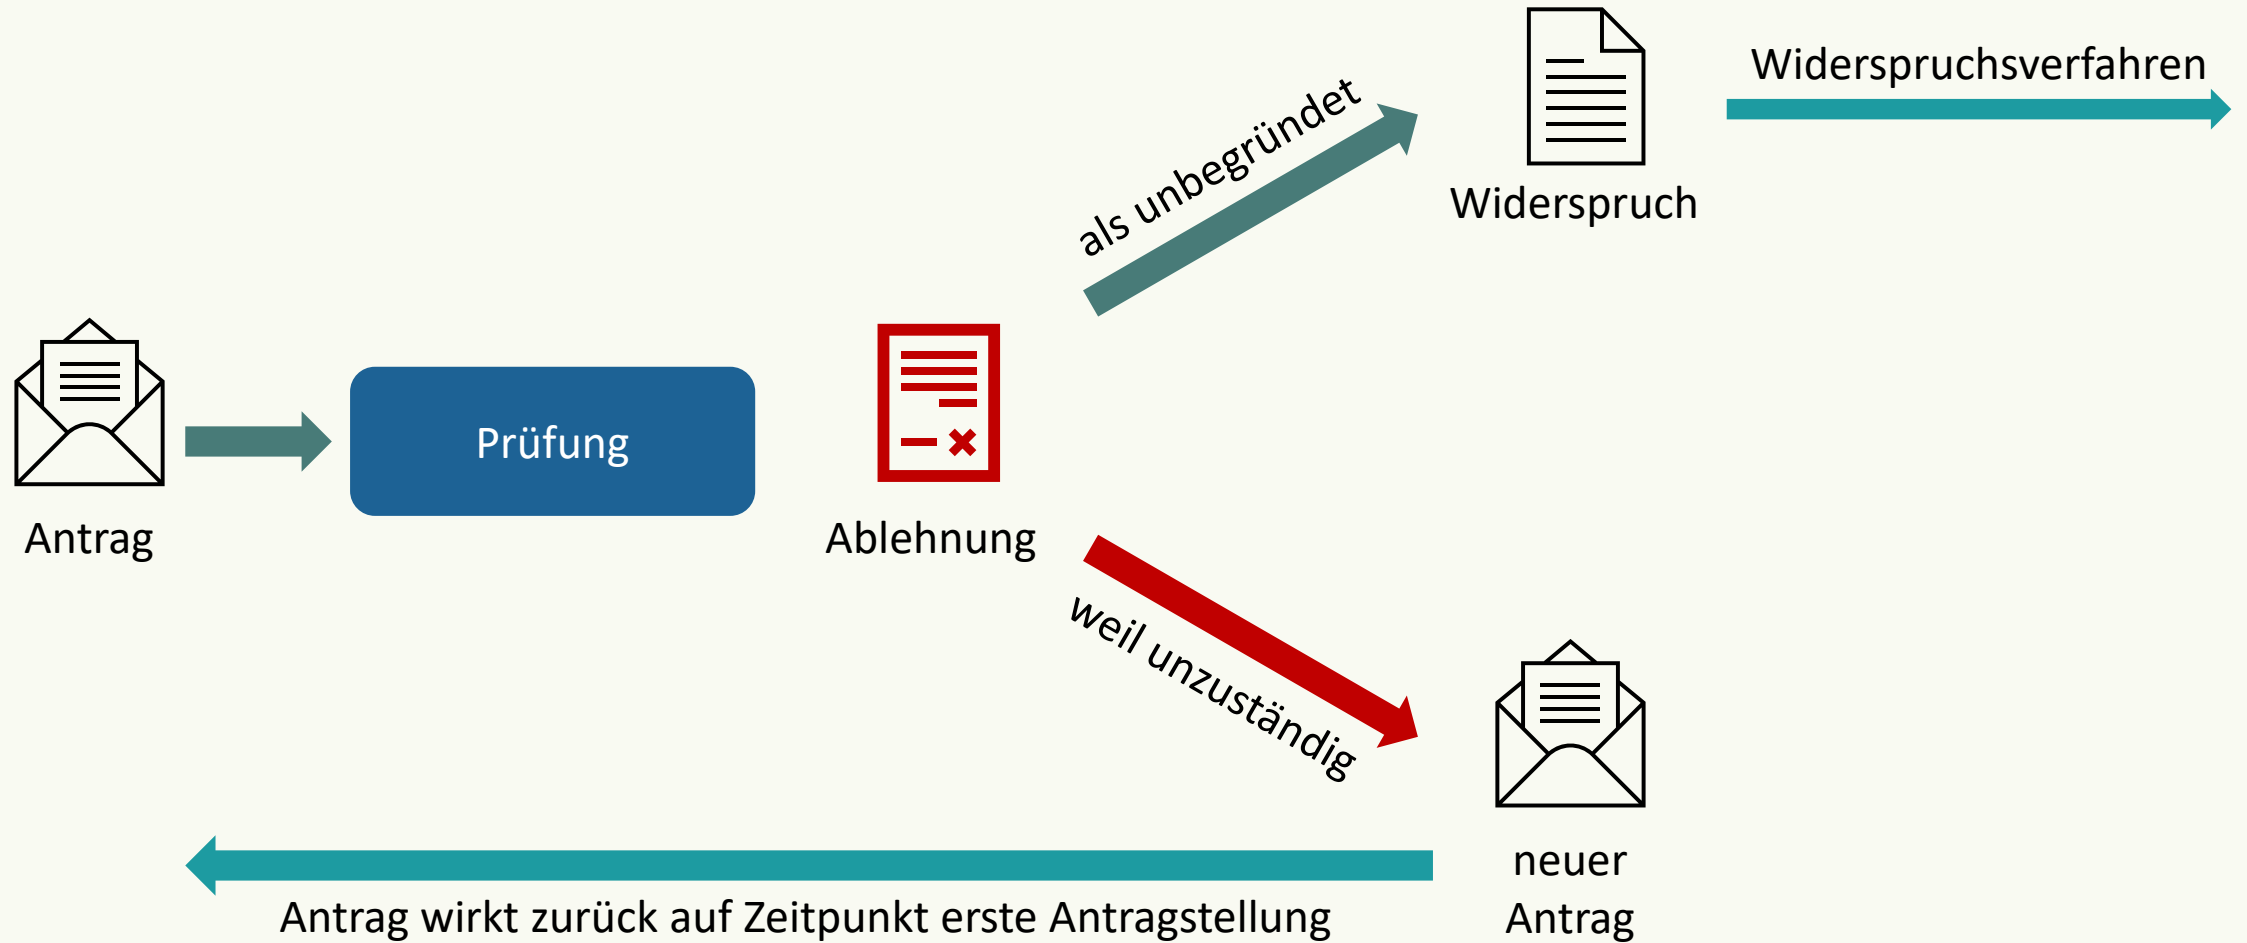 Antrag
Prüfung
Ablehnung
als unbegründet
Widerspruch
Widerspruchsverfahren
weil unzuständig
neuer
Antrag
Antrag wirkt zurück auf Zeitpunkt erste Antragstellung